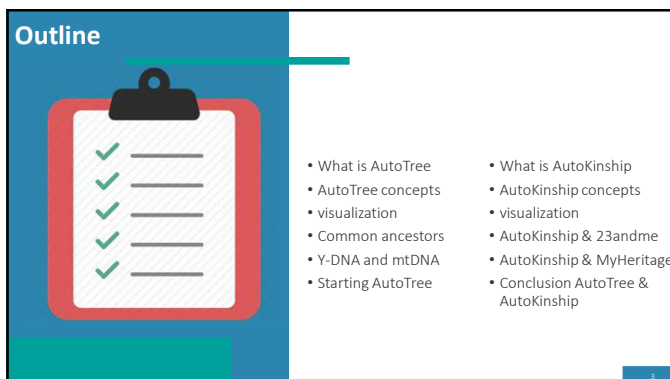 Outline
• What is AutoTree
• AutoTree concepts
• visualization
• Common ancestors
• Y-DNA and mtDNA
• Starting AutoTree
• What is AutoKinship
• AutoKinship concepts
• visualization
• AutoKinship & 23andme
• AutoKinship & MyHeritage
• Conclusion AutoTree &
AutoKinship
3